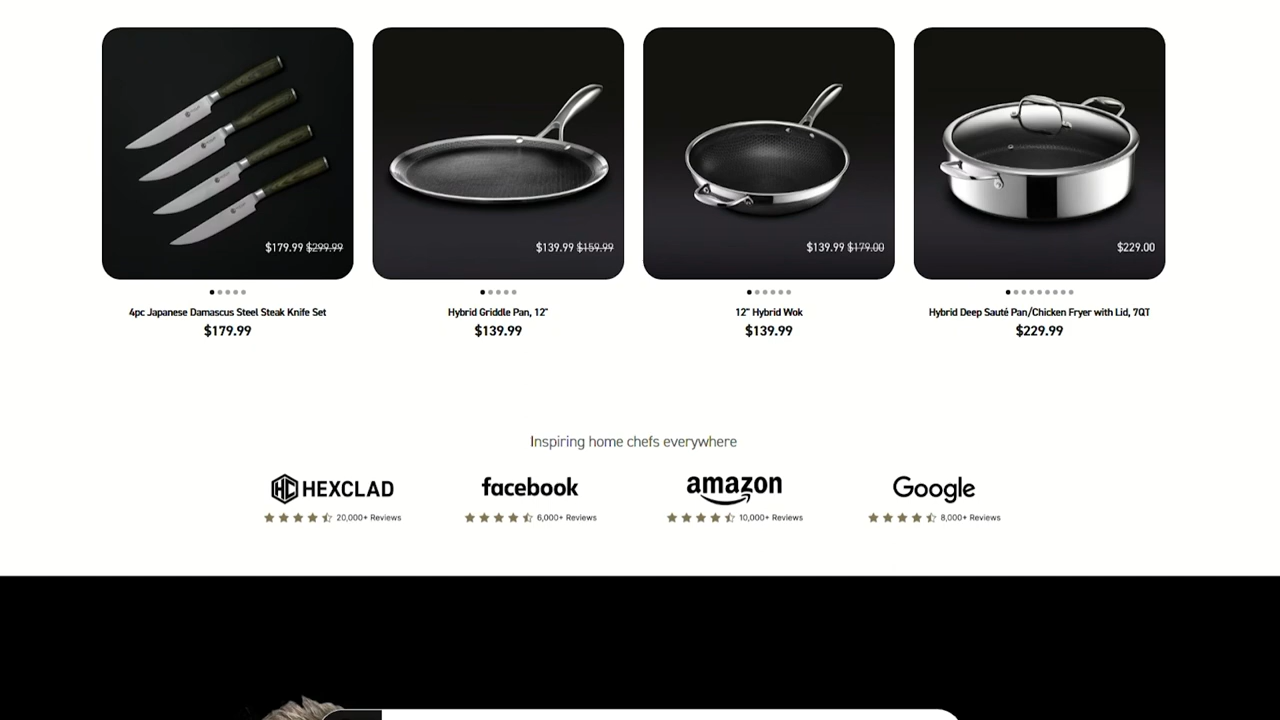 $179.99 $299.99
$139.99 $159.99
$139.99 $179.00
$229.00
4pc Japanese Damascus Steel Steak Knife Set
$179.99
Hybrid Griddle Pan, 12"
$139.99
12" Hybrid Wok
$139.99
Hybrid Deep Sauté Pan/Chicken Fryer with Lid, 7QT
$229.99
Inspiring home chefs everywhere
HC HEXCLAD
facebook
amazon
Google
20,000+ Reviews
6,000+ Reviews
10,000+ Reviews
8,000+ Reviews